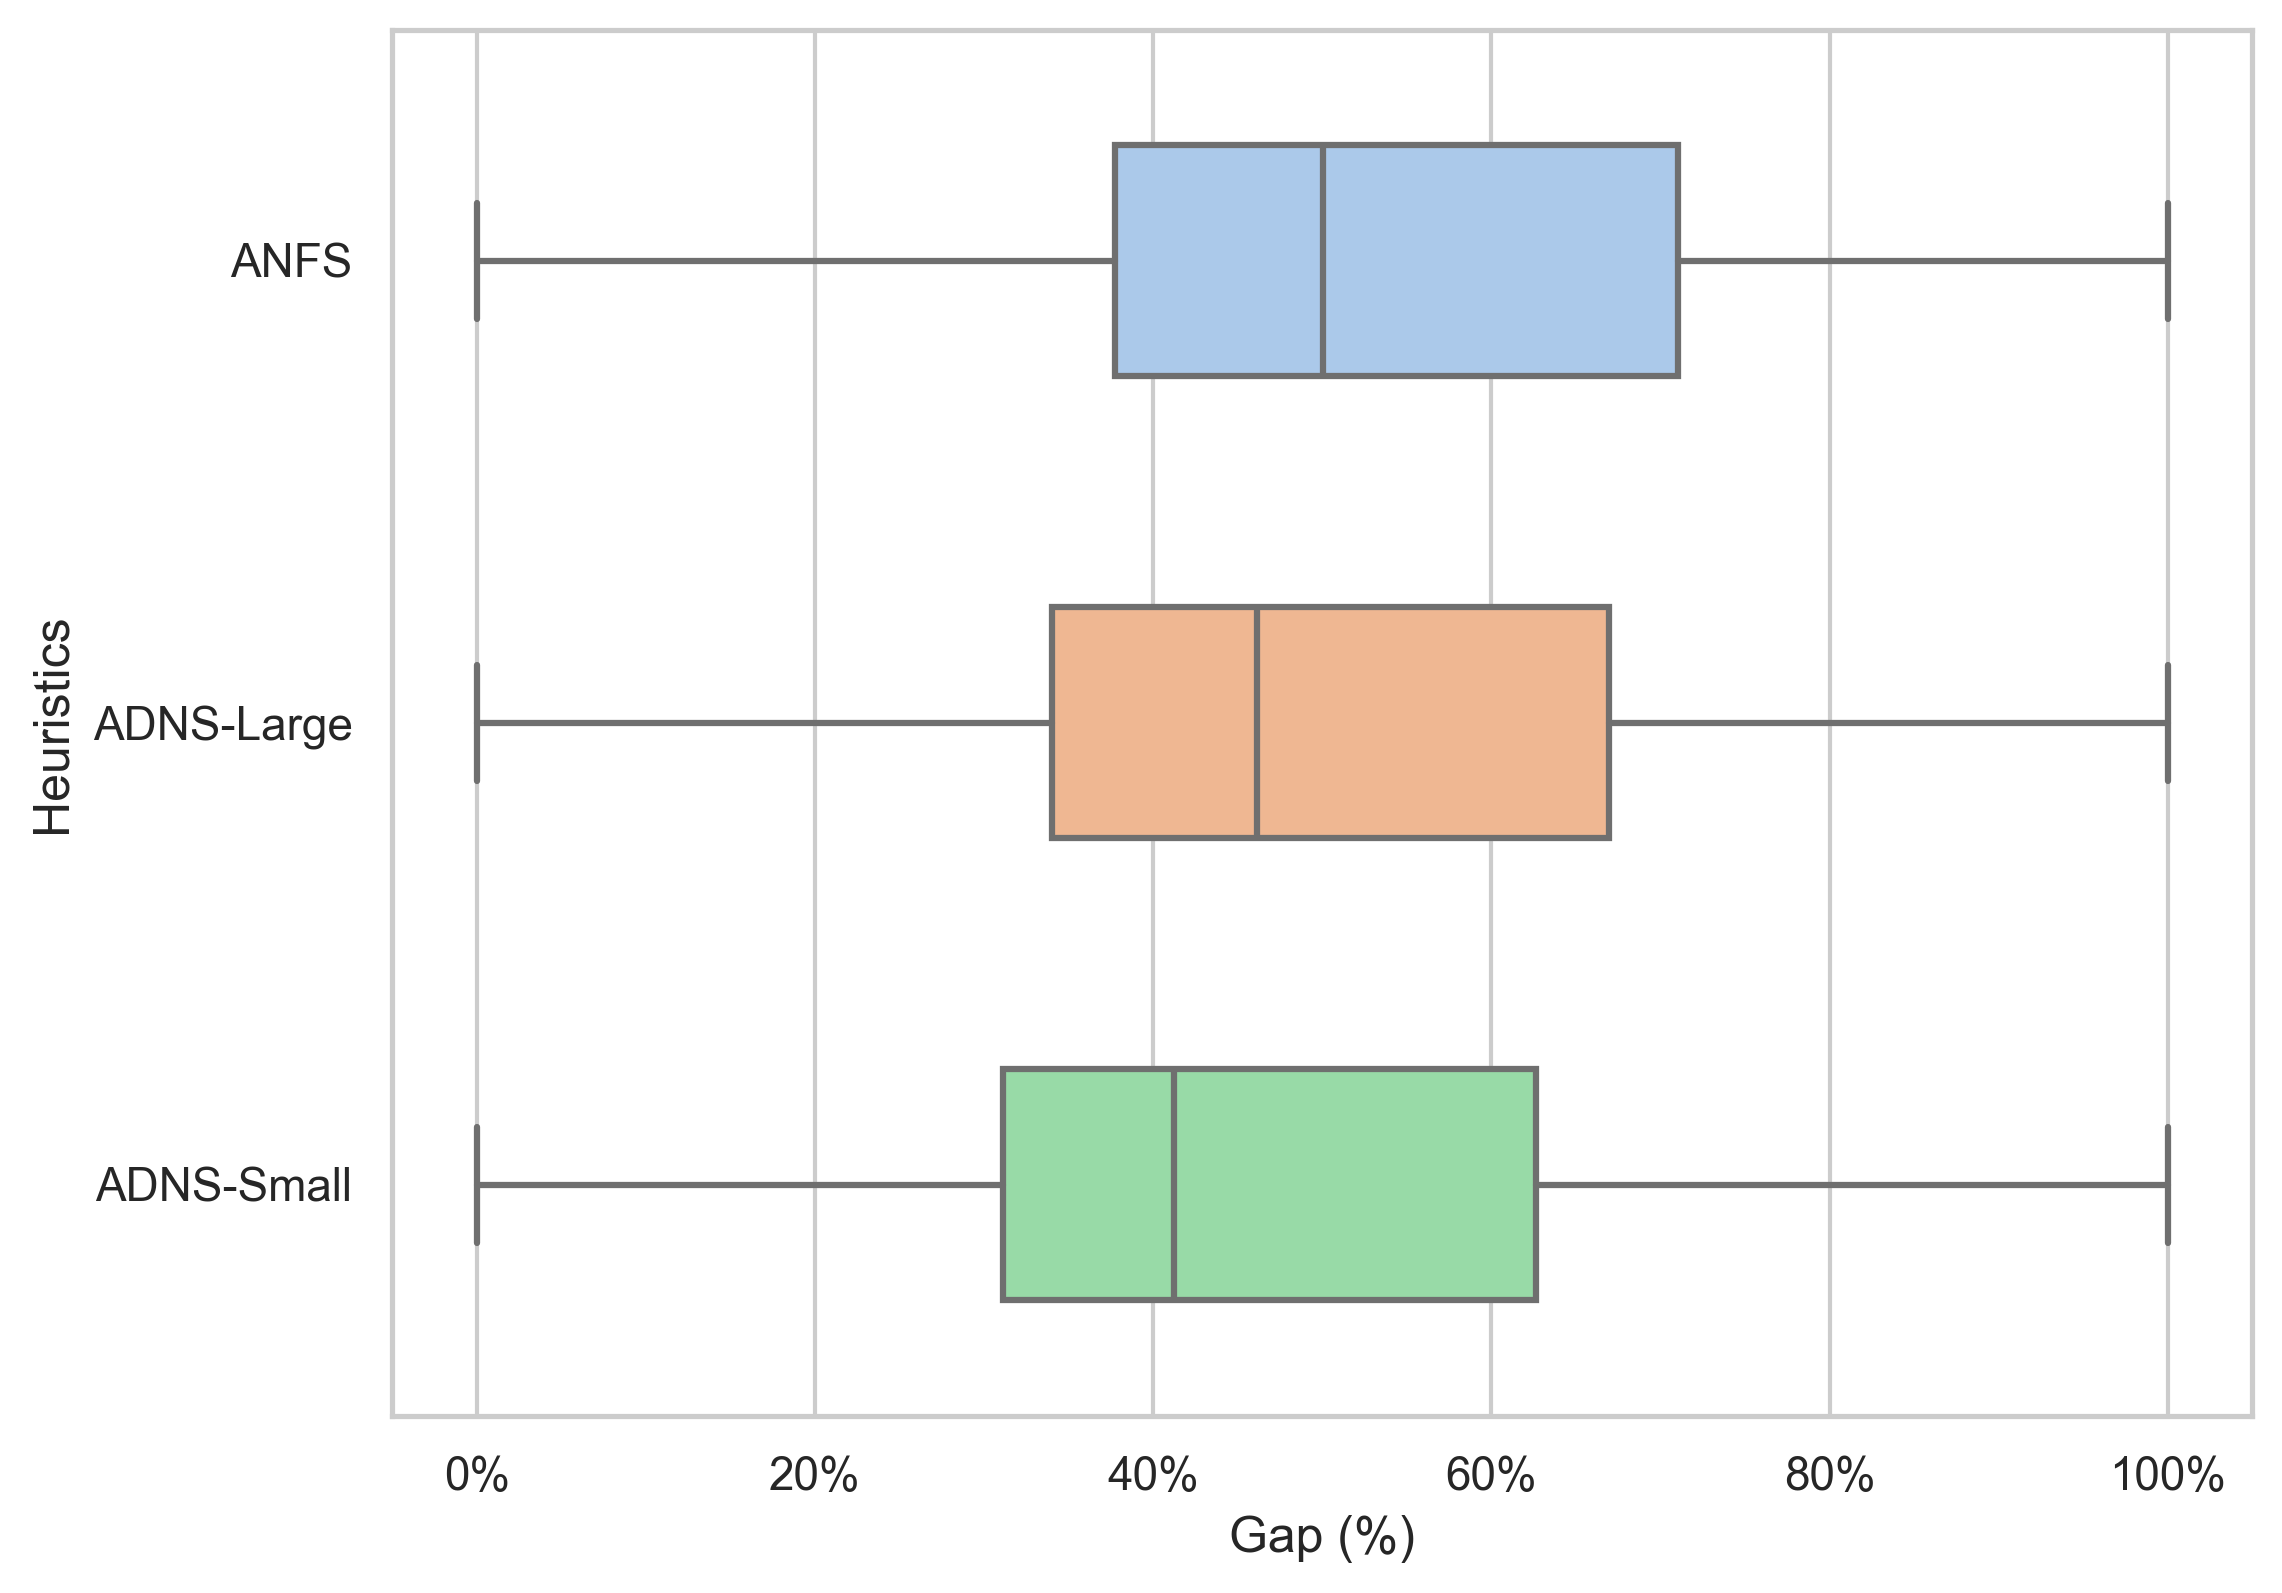 Heuristics
ANFS
ADNS-Large
ADNS-Small
0% 20% 40% 60% 80% 100%
Gap (%)